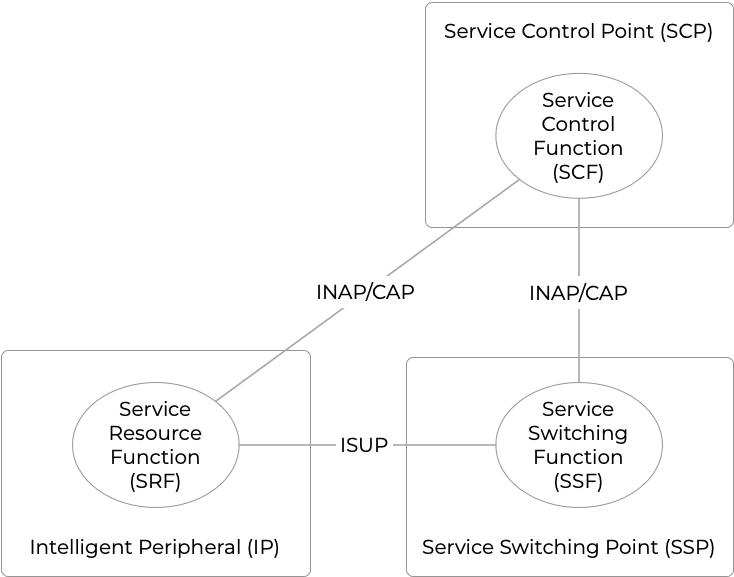 Service Control Point (SCP)
Service
Control
Function
(SCF)
INAP/CAP
INAP/CAP
Service
Resource
Function
(SRF)
ISUP
Service
Switching
Function
(SSF)
Intelligent Peripheral (IP)
Service Switching Point (SSP)